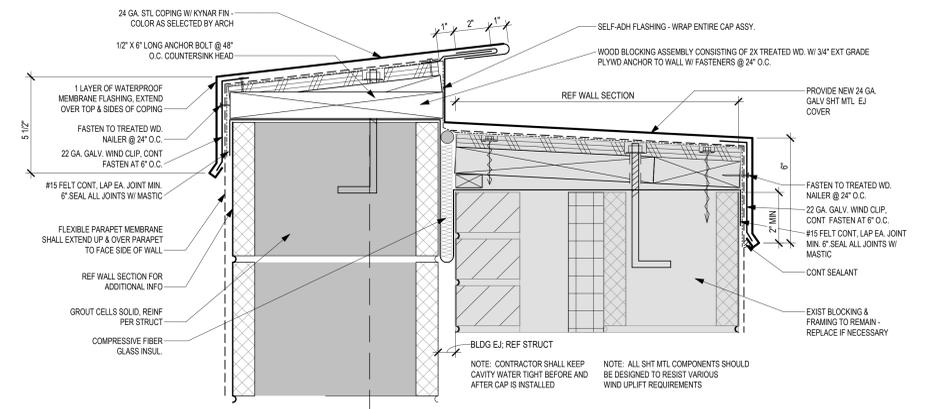 24 GA. STL COPING W/ KYNAR FIN -
COLOR AS SELECTED BY ARCH
1/2" X 6" LONG ANCHOR BOLT @ 48"
O.C. COUNTERSINK HEAD
1 LAYER OF WATERPROOF
MEMBRANE FLASHING, EXTEND
OVER TOP & SIDES OF COPING
FASTEN TO TREATED WD.
NAILER @ 24" O.C.
22 GA. GALV. WIND CLIP, CONT
FASTEN AT 6" O.C.
#15 FELT CONT, LAP EA. JOINT MIN.
6".SEAL ALL JOINTS W/ MASTIC
FLEXIBLE PARAPET MEMBRANE
SHALL EXTEND UP & OVER PARAPET
TO FACE SIDE OF WALL
REF WALL SECTION FOR
ADDITIONAL INFO
GROUT CELLS SOLID, REINF
PER STRUCT
COMPRESSIVE FIBER
GLASS INSUL.
5 1/2"
1"
2"
1"
SELF-ADH FLASHING - WRAP ENTIRE CAP ASSY.
WOOD BLOCKING ASSEMBLY CONSISTING OF 2X TREATED WD. W/ 3/4" EXT GRADE
PLYWD ANCHOR TO WALL W/ FASTENERS @ 24" O.C.
REF WALL SECTION
PROVIDE NEW 24 GA.
GALV SHT MTL EJ
COVER
6"
2" MIN
FASTEN TO TREATED WD.
NAILER @ 24" O.C.
22 GA. GALV. WIND CLIP,
CONT FASTEN AT 6" O.C.
#15 FELT CONT, LAP EA. JOINT
MIN. 6".SEAL ALL JOINTS W/
MASTIC
CONT SEALANT
EXIST BLOCKING &
FRAMING TO REMAIN -
REPLACE IF NECESSARY
BLDG EJ; REF STRUCT
NOTE: CONTRACTOR SHALL KEEP
CAVITY WATER TIGHT BEFORE AND
AFTER CAP IS INSTALLED
NOTE: ALL SHT MTL COMPONENTS SHOULD
BE DESIGNED TO RESIST VARIOUS
WIND UPLIFT REQUIREMENTS